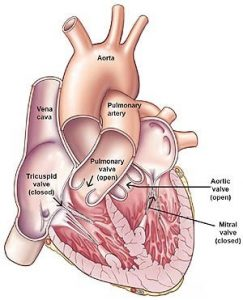 Aorta
Vena
cava
Pulmonary
artery
Pulmonary
valve
(open)
Tricuspid
valve
(closed)
Aortic
valve
(open)
Mitral
valve
(closed)